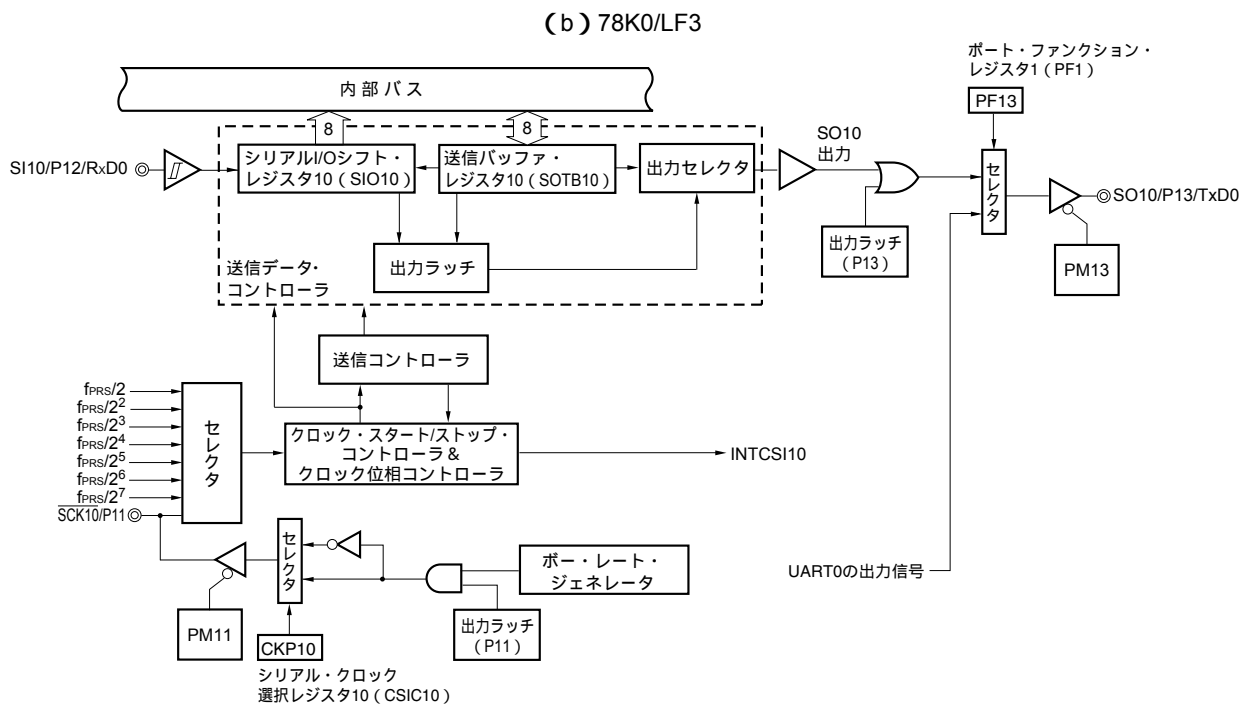 (b) 78K0/LF3
ポート・ファンクション・
レジスタ1(PF1)
PF13
内部バス
8
8
SI10/P12/RxD0
シリアルI/Oシフト・
レジスタ10(SIO10)
送信バッファ・
レジスタ10(SOTB10)
出力セレクタ
SO10
出力
セレクタ
SO10/P13/TxD0
出力ラッチ
(P13)
PM13
出力ラッチ
送信データ・
コントローラ
送信コントローラ
fPRS/2
fPRS/2²
fPRS/2³
fPRS/2⁴
fPRS/2⁵
fPRS/2⁶
fPRS/2⁷
SCK10/P11
セレクタ
クロック・スタート/ストップ・
コントローラ&
クロック位相コントローラ
INTCSI10
セレクタ
ボー・レート・
ジェネレータ
UART0の出力信号
PM11
CKP10
出力ラッチ
(P11)
シリアル・クロック
選択レジスタ10(CSIC10)